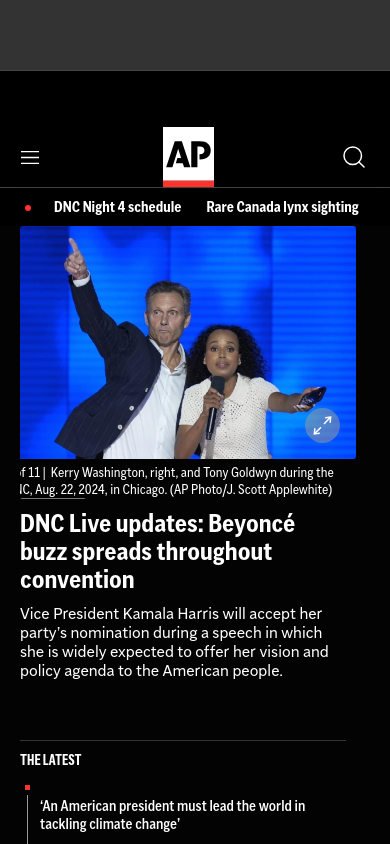 AP
DNC Night 4 schedule
Rare Canada lynx sighting
of 11 | Kerry Washington, right, and Tony Goldwyn during the
NC, Aug. 22, 2024, in Chicago. (AP Photo/J. Scott Applewhite)
DNC Live updates: Beyoncé
buzz spreads throughout
convention
Vice President Kamala Harris will accept her
party’s nomination during a speech in which
she is widely expected to offer her vision and
policy agenda to the American people.
THE LATEST
‘An American president must lead the world in
tackling climate change’